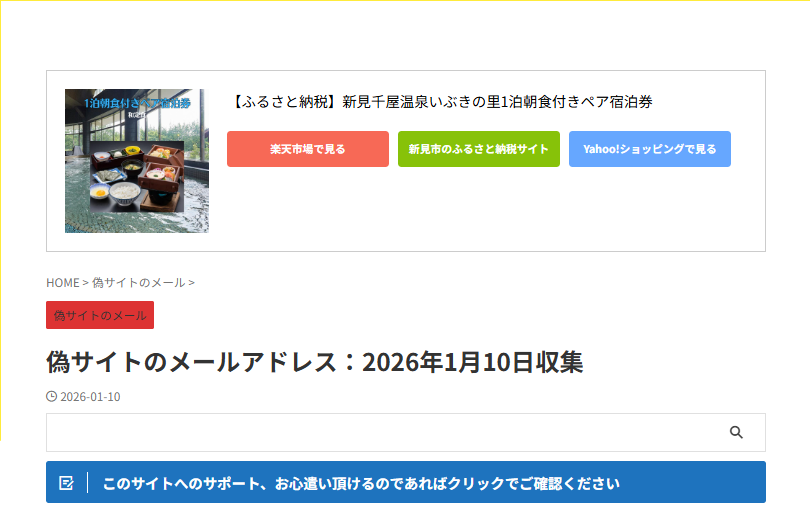 1泊朝食付きペア宿泊券
【ふるさと納税】新見千屋温泉いぶきの里1泊朝食付きペア宿泊券
楽天市場で見る
新見市のふるさと納税サイト
Yahoo!ショッピングで見る
HOME > 偽サイトのメール >
偽サイトのメール
偽サイトのメールアドレス：2026年1月10日収集
2026-01-10
このサイトへのサポート、お心遣い頂けるのであればクリックでご確認ください